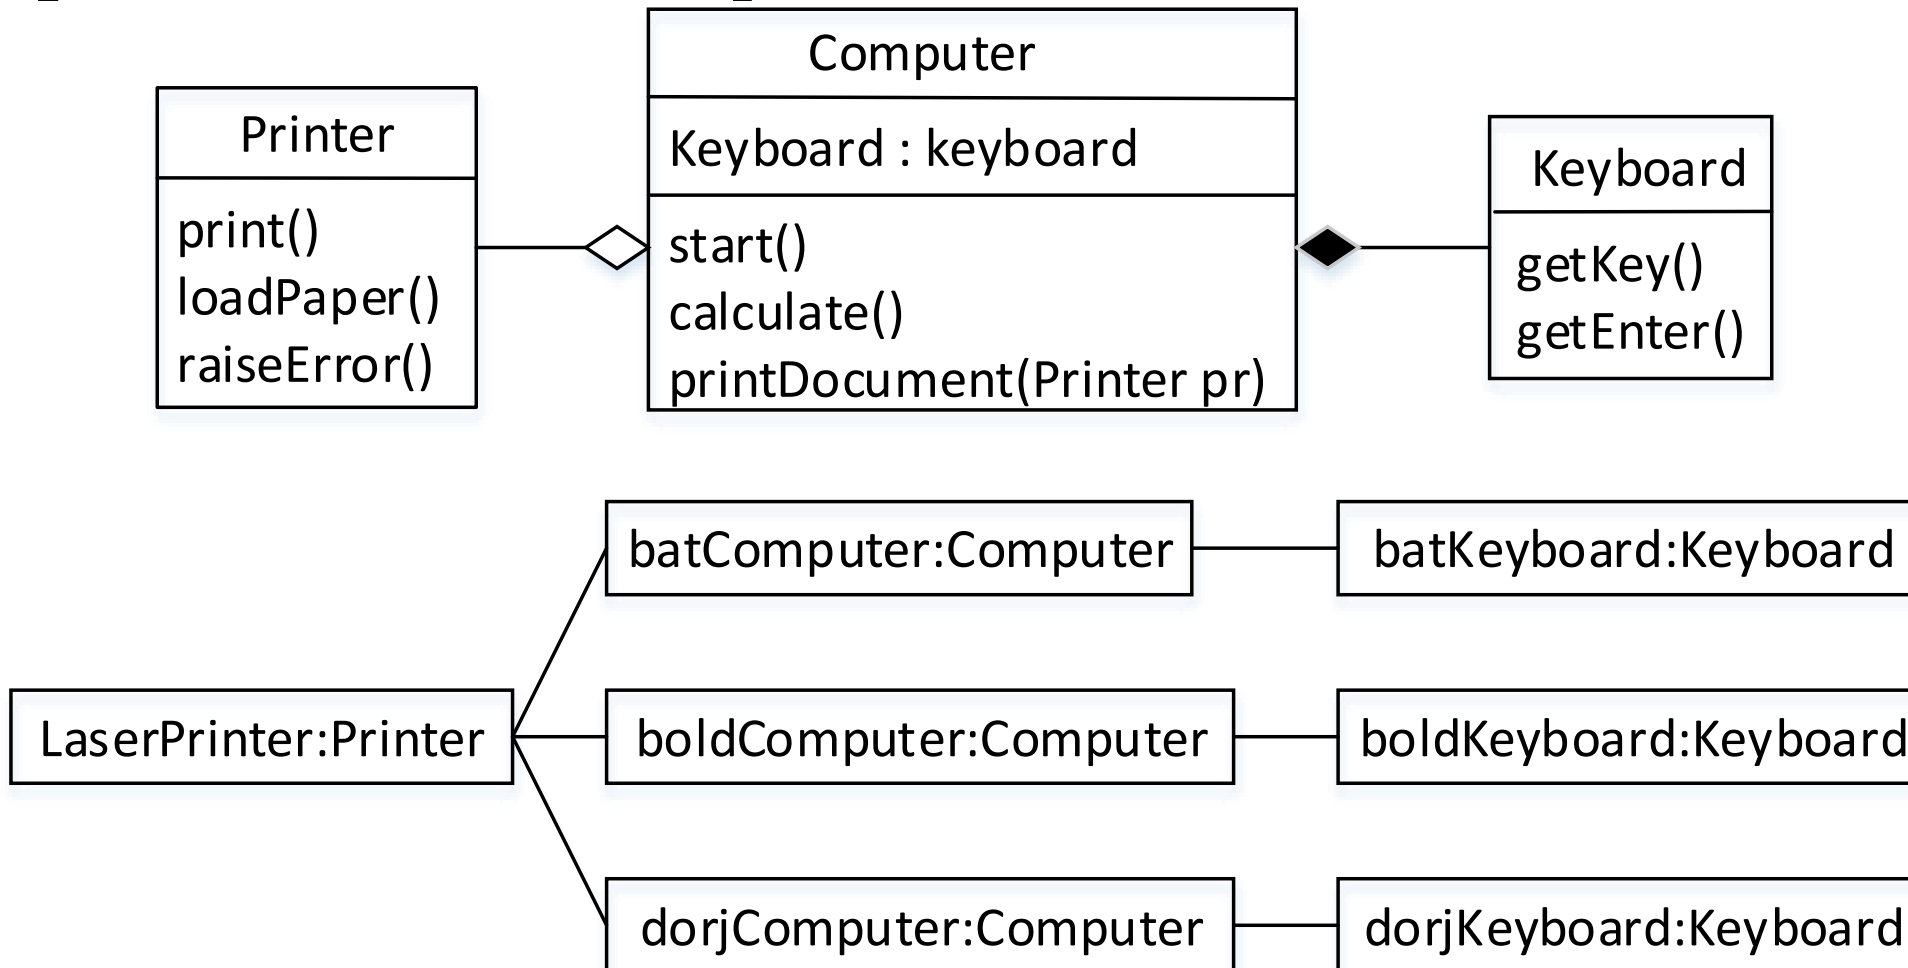 Printer
print()
loadPaper()
raiseError()
Computer
Keyboard : keyboard
start()
calculate()
printDocument(Printer pr)
Keyboard
getKey()
getEnter()
batComputer:Computer
batKeyboard:Keyboard
LaserPrinter:Printer
boldComputer:Computer
boldKeyboard:Keyboard
dorjComputer:Computer
dorjKeyboard:Keyboard